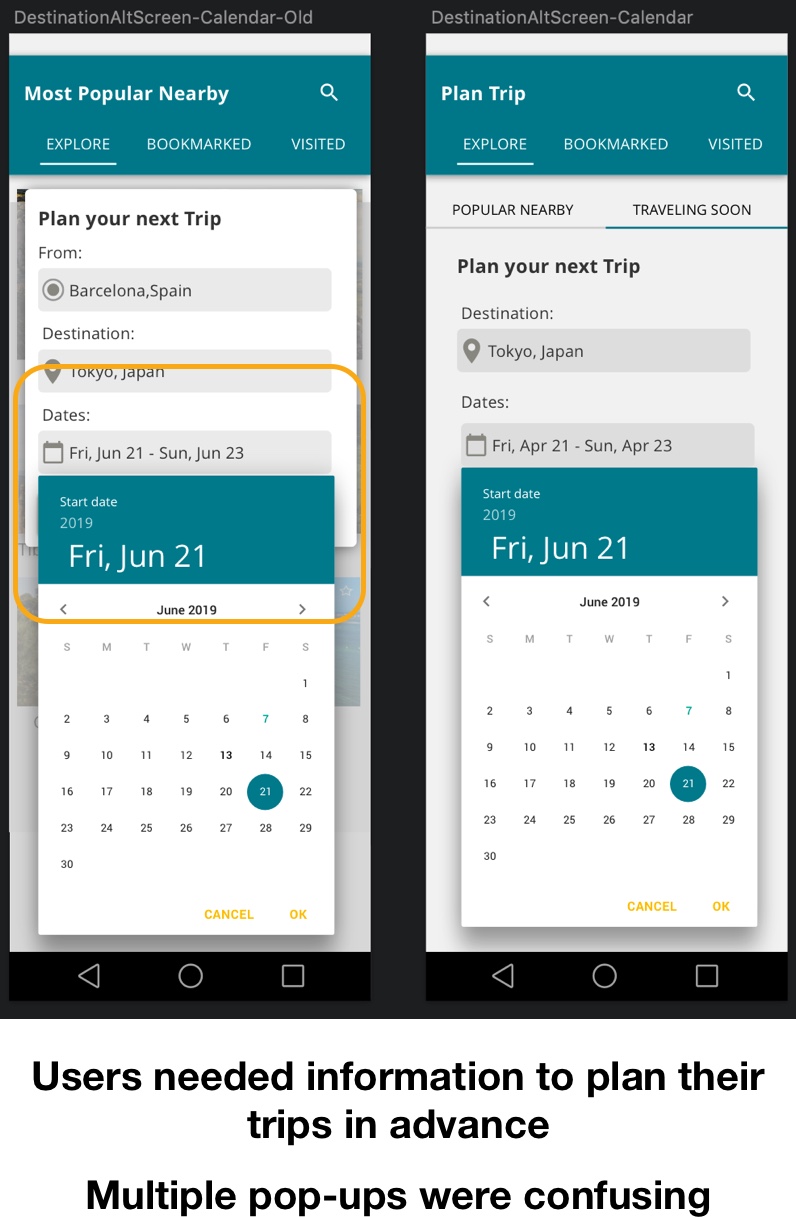 DestinationAltScreen-Calendar-Old
Most Popular Nearby
EXPLORE BOOKMARKED VISITED
Plan your next Trip
From:
Barcelona,Spain
Destination:
Tokyo, Japan
Dates:
Fri, Jun 21 - Sun, Jun 23
Start date
2019
Fri, Jun 21
June 2019
S M T W T F S
1
2 3 4 5 6 7 8
9 10 11 12 13 14 15
16 17 18 19 20 21 22
23 24 25 26 27 28 29
30
CANCEL OK
DestinationAltScreen-Calendar
Plan Trip
EXPLORE BOOKMARKED VISITED
POPULAR NEARBY TRAVELING SOON
Plan your next Trip
Destination:
Tokyo, Japan
Dates:
Fri, Apr 21 - Sun, Apr 23
Start date
2019
Fri, Jun 21
June 2019
S M T W T F S
1
2 3 4 5 6 7 8
9 10 11 12 13 14 15
16 17 18 19 20 21 22
23 24 25 26 27 28 29
30
CANCEL OK
Users needed information to plan their
trips in advance
Multiple pop-ups were confusing